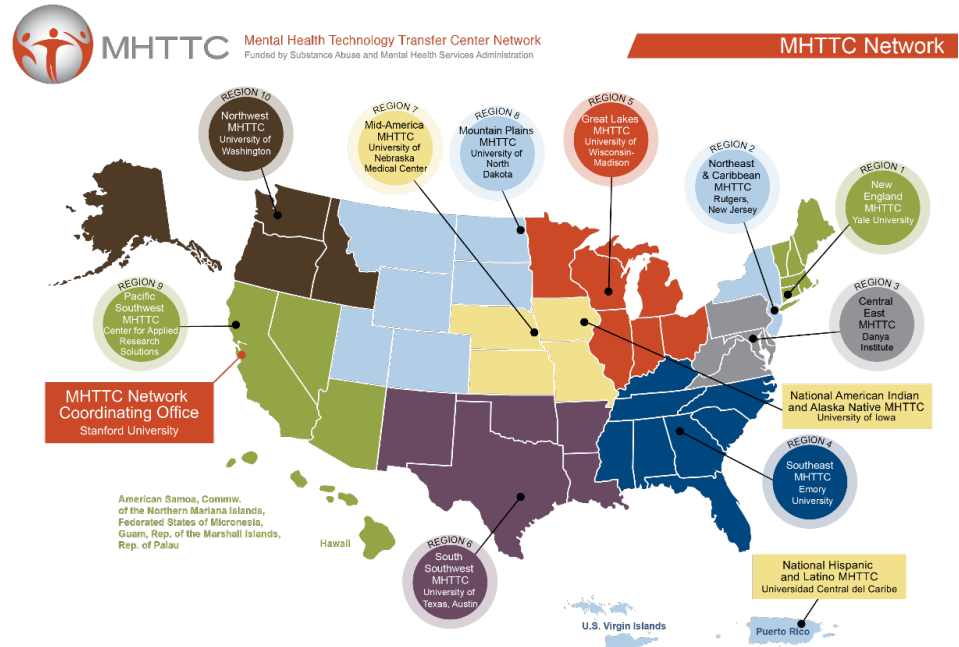 MHTTC
Mental Health Technology Transfer Center Network
Funded by Substance Abuse and Mental Health Services Administration
MHTTC Network
REGION 10
Northwest
MHTTC
University of
Washington
REGION 7
Mid-America
MHTTC
University of
Nebraska
Medical Center
REGION 8
Mountain Plains
MHTTC
University of
North
Dakota
REGION 5
Great Lakes
MHTTC
University of
Wisconsin-
Madison
REGION 2
Northeast
& Caribbean
MHTTC
Rutgers,
New Jersey
REGION 1
New
England
MHTTC
Yale University
REGION 9
Pacific
Southwest
MHTTC
Center for Applied
Research
Solutions
REGION 3
Central
East
MHTTC
Danya
Institute
MHTTC Network
Coordinating Office
Stanford University
National American Indian
and Alaska Native MHTTC
University of Iowa
REGION 4
Southeast
MHTTC
Emory
University
American Samoa, Commw.
of the Northern Mariana Islands,
Federated States of Micronesia,
Guam, Rep. of the Marshall Islands,
Rep. of Palau
Hawaii
REGION 6
South
Southwest
MHTTC
University of
Texas, Austin
National Hispanic
and Latino MHTTC
Universidad Central del Caribe
U.S. Virgin Islands
Puerto Rico